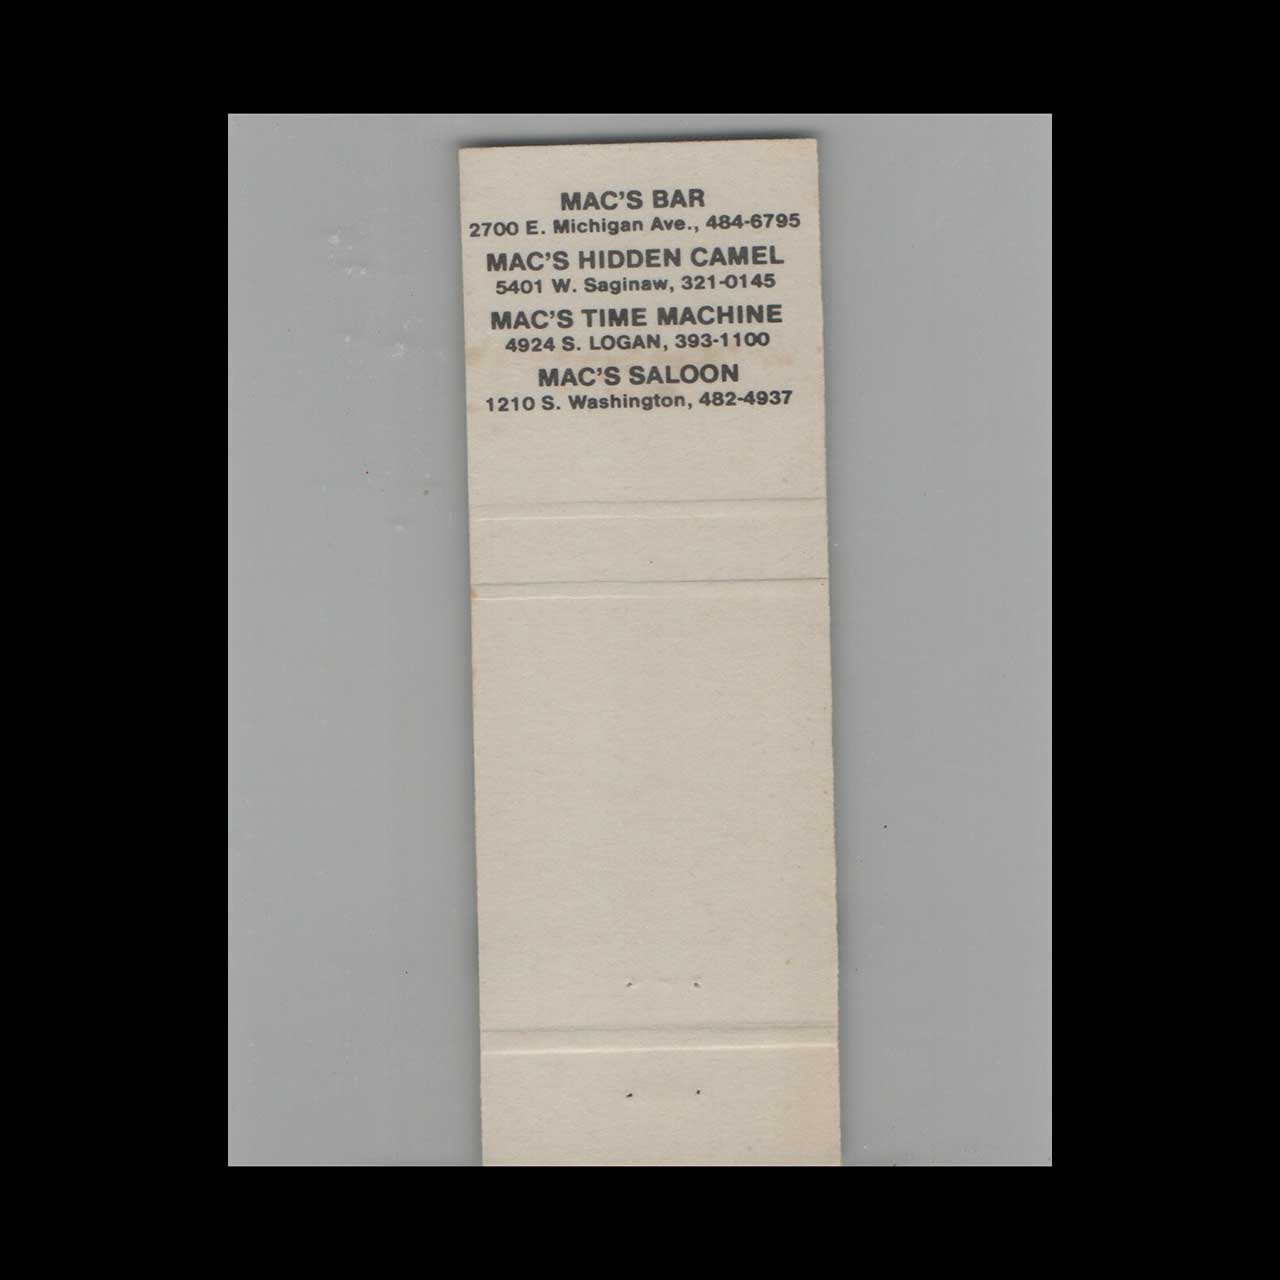 MAC'S BAR
2700 E. Michigan Ave., 484-6795
MAC'S HIDDEN CAMEL
5401 W. Saginaw, 321-0145
MAC'S TIME MACHINE
4924 S. LOGAN, 393-1100
MAC'S SALOON
1210 S. Washington, 482-4937